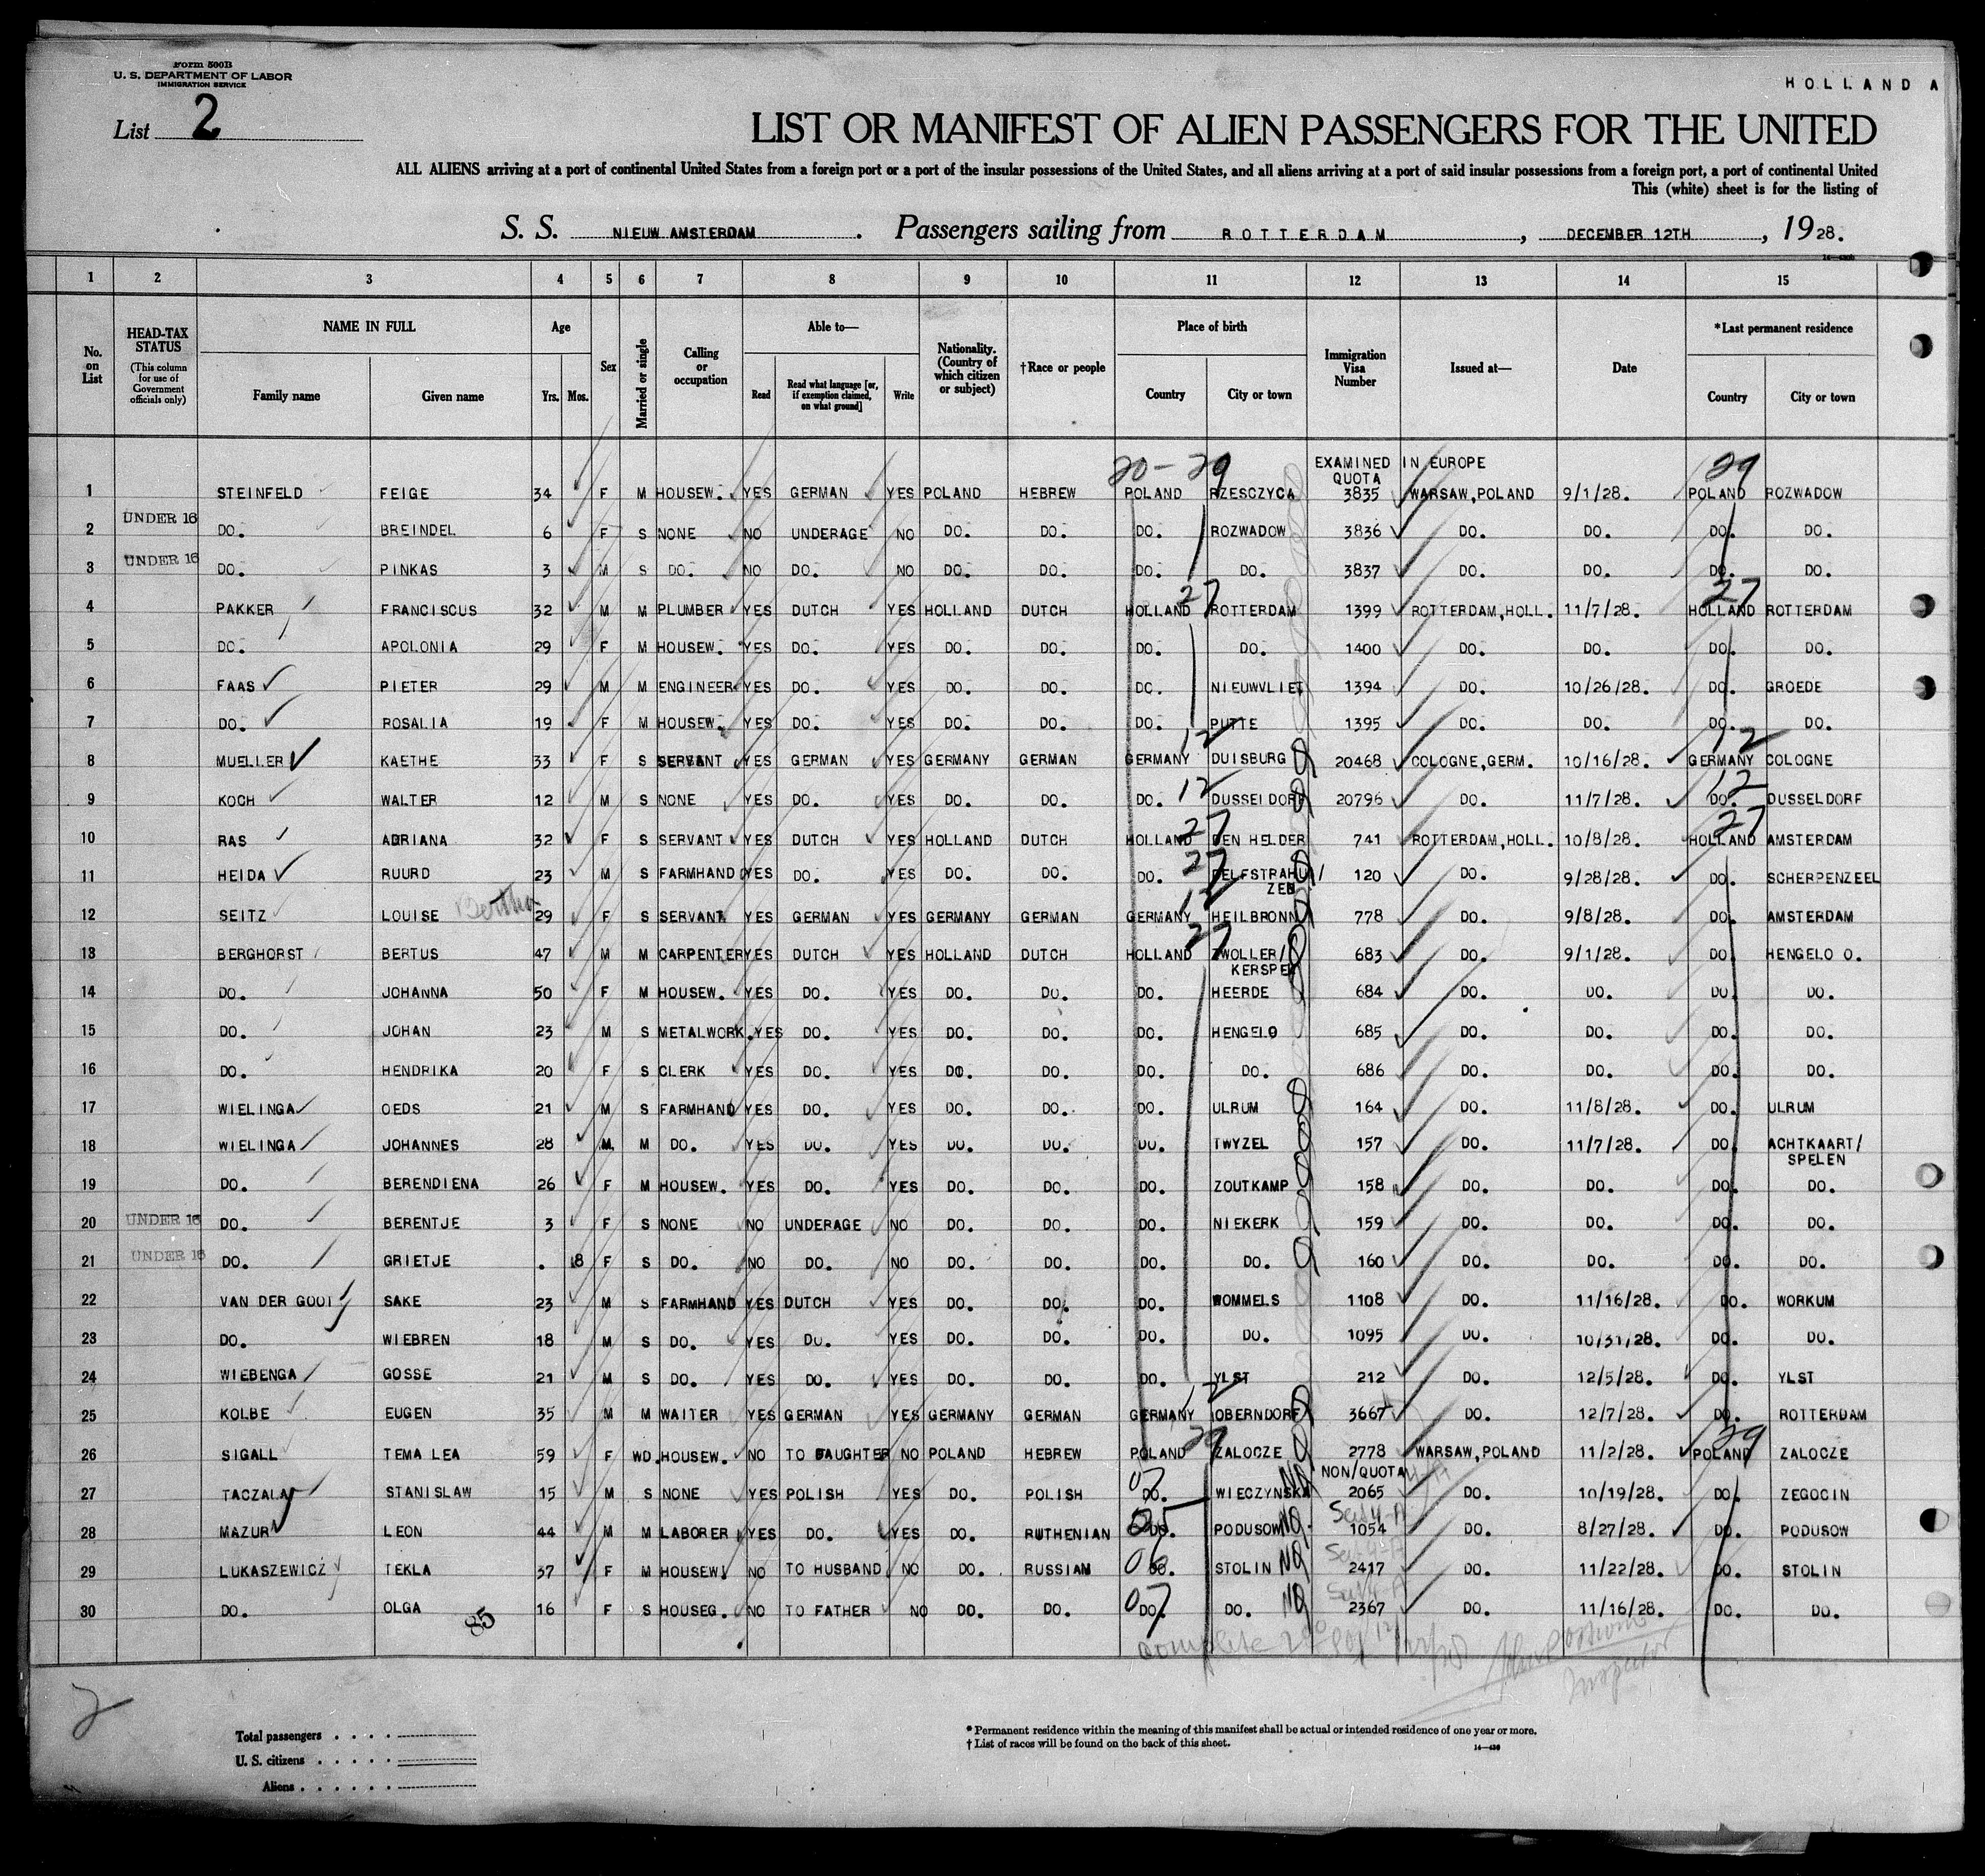 Form 500B
U. S. DEPARTMENT OF LABOR
IMMIGRATION SERVICE
HOLLAND A
List 2
LIST OR MANIFEST OF ALIEN PASSENGERS FOR THE UNITED
ALL ALIENS arriving at a port of continental United States from a foreign port or a port of the insular possessions of the United States, and all aliens arriving at a port of said insular possessions from a foreign port, a port of continental United
This (white) sheet is for the listing of
S. S. NIEUW AMSTERDAM. Passengers sailing from ROTTERDAM, DECEMBER 12TH, 1928.
1 2 3 4 5 6 7 8 9 10 11 12 13 14 15
No. on List HEAD-TAX STATUS (This column for use of Government officials only) NAME IN FULL Family name Given name Age Yrs. Mos. Sex Married or single Calling or occupation Able to— Read Read what language [or, if exemption claimed, on what ground] Write Nationality. (Country of which citizen or subject) †Race or people Place of birth Country City or town Immigration Visa Number Issued at— Date *Last permanent residence Country City or town
20-29 EXAMINED IN EUROPE 29
QUOTA
1 STEINFELD FEIGE 34 F M HOUSEW. YES GERMAN YES POLAND HEBREW POLAND RZESCZYCA 3835 WARSAW,POLAND 9/1/28. POLAND ROZWADOW
2 UNDER 16 DO. BREINDEL 6 F S NONE NO UNDERAGE NO DO. DO. DO. ROZWADOW 3836 DO. DO. DO. DO.
3 UNDER 16 DO. PINKAS 3 M S DO. NO DO. NO DO. DO. DO. DO. 3837 DO. DO. DO. DO.
4 PAKKER FRANCISCUS 32 M M PLUMBER YES DUTCH YES HOLLAND DUTCH HOLLAND 27 ROTTERDAM 1399 ROTTERDAM,HOLL. 11/7/28. HOLLAND 27 ROTTERDAM
5 DO. APOLONIA 29 F M HOUSEW. YES DO. YES DO. DO. DO. DO. 1400 DO. DO. DO. DO.
6 FAAS PIETER 29 M M ENGINEER YES DO. YES DO. DO. DO. NIEUWVLIET 1394 DO. 10/26/28. DO. GROEDE
7 DO. ROSALIA 19 F M HOUSEW. YES DO. YES DO. DO. DO. PUTTE 1395 DO. DO. DO. DO.
8 MUELLER KAETHE 33 F S SERVANT YES GERMAN YES GERMANY GERMAN GERMANY 12 DUISBURG 20468 COLOGNE,GERM. 10/16/28. GERMANY 12 COLOGNE
9 KOCH WALTER 12 M S NONE YES DO. YES DO. DO. DO. 12 DUSSELDORF 20796 DO. 11/7/28. DO. 12 DUSSELDORF
10 RAS ADRIANA 32 F S SERVANT YES DUTCH YES HOLLAND DUTCH HOLLAND 27 DEN HELDER 741 ROTTERDAM,HOLL. 10/8/28. HOLLAND 27 AMSTERDAM
11 HEIDA RUURD 23 M S FARMHAND YES DO. YES DO. DO. DO. 27 DELFSTRAHUI/ZEN 120 DO. 9/28/28. DO. SCHERPENZEEL
12 SEITZ LOUISE Bertha 29 F S SERVANT YES GERMAN YES GERMANY GERMAN GERMANY 12 HEILBRONN 778 DO. 9/8/28. DO. AMSTERDAM
13 BERGHORST BERTUS 47 M M CARPENTER YES DUTCH YES HOLLAND DUTCH HOLLAND 27 ZWOLLER/KERSPEN 683 DO. 9/1/28. DO HENGELO O.
14 DO. JOHANNA 50 F M HOUSEW. YES DO. YES DO. DO. DO. HEERDE 684 DO. DO. DO. DO.
15 DO. JOHAN 23 M S METALWORK. YES DO. YES DO. DO. DO. HENGELO 685 DO. DO. DO. DO.
16 DO. HENDRIKA 20 F S CLERK YES DO. YES DO. DO. DO. DO. 686 DO. DO. DO. DO.
17 WIELINGA OEDS 21 M S FARMHAND YES DO. YES DO. DO. DO. ULRUM 164 DO. 11/8/28. DO. ULRUM
18 WIELINGA JOHANNES 28 M M DO. YES DO. YES DO. DO. DO. TWYZEL 157 DO. 11/7/28. DO ACHTKAART/SPELEN
19 DO. BERENDIENA 26 F M HOUSEW. YES DO. YES DO. DO. DO. ZOUTKAMP 158 DO. DO. DO. DO.
20 UNDER 16 DO. BERENTJE 3 F S NONE NO UNDERAGE NO DO. DO. DO. NIEKERK 159 DO. DO. DO. DO.
21 UNDER 16 DO. GRIETJE . 8 F S DO. NO DO. NO DO. DO. DO. DO. 160 DO. DO. DO. DO.
22 VAN DER GOOT SAKE 23 M S FARMHAND YES DUTCH YES DO. DO. DO. WOMMELS 1108 DO. 11/16/28. DO. WORKUM
23 DO. WIEBREN 18 M S DO. YES DO. YES DO. DO. DO. DO. 1095 DO. 10/31/28. DO. DO.
24 WIEBENGA GOSSE 21 M S DO. YES DO. YES DO. DO. DO. YLST 212 DO. 12/5/28. DO. YLST
25 KOLBE EUGEN 35 M M WAITER YES GERMAN YES GERMANY GERMAN GERMANY 12 OBERNDORF 3667 DO. 12/7/28. DO. ROTTERDAM
26 SIGALL TEMA LEA 59 F WD. HOUSEW. NO TO DAUGHTER NO POLAND HEBREW POLAND 29 ZALOCZE 2778 WARSAW,POLAND 11/2/28. POLAND 29 ZALOCZE
NON/QUOTA
27 TACZALA STANISLAW 15 M S NONE YES POLISH YES DO. POLISH DO. 07 WIECZYNSKA NQ 2065 DO. 10/19/28. DO. ZEGOCIN
28 MAZUR LEON 44 M M LABORER YES DO. YES DO. RUTHENIAN DO. 05 PODUSOW NQ 1054 DO. 8/27/28. DO. PODUSOW
29 LUKASZEWICZ TEKLA 37 F M HOUSEW. NO TO HUSBAND NO DO. RUSSIAN DO. 06 STOLIN NQ 2417 DO. 11/22/28. DO. STOLIN
30 DO. OLGA 16 F S HOUSEG. NO TO FATHER NO DO. DO. DO. 07 DO. NQ 2367 DO. 11/16/28. DO. DO.
85
complete
Inspector
2
Total passengers
U. S. citizens
Aliens
* Permanent residence within the meaning of this manifest shall be actual or intended residence of one year or more.
† List of races will be found on the back of this sheet.
14—430